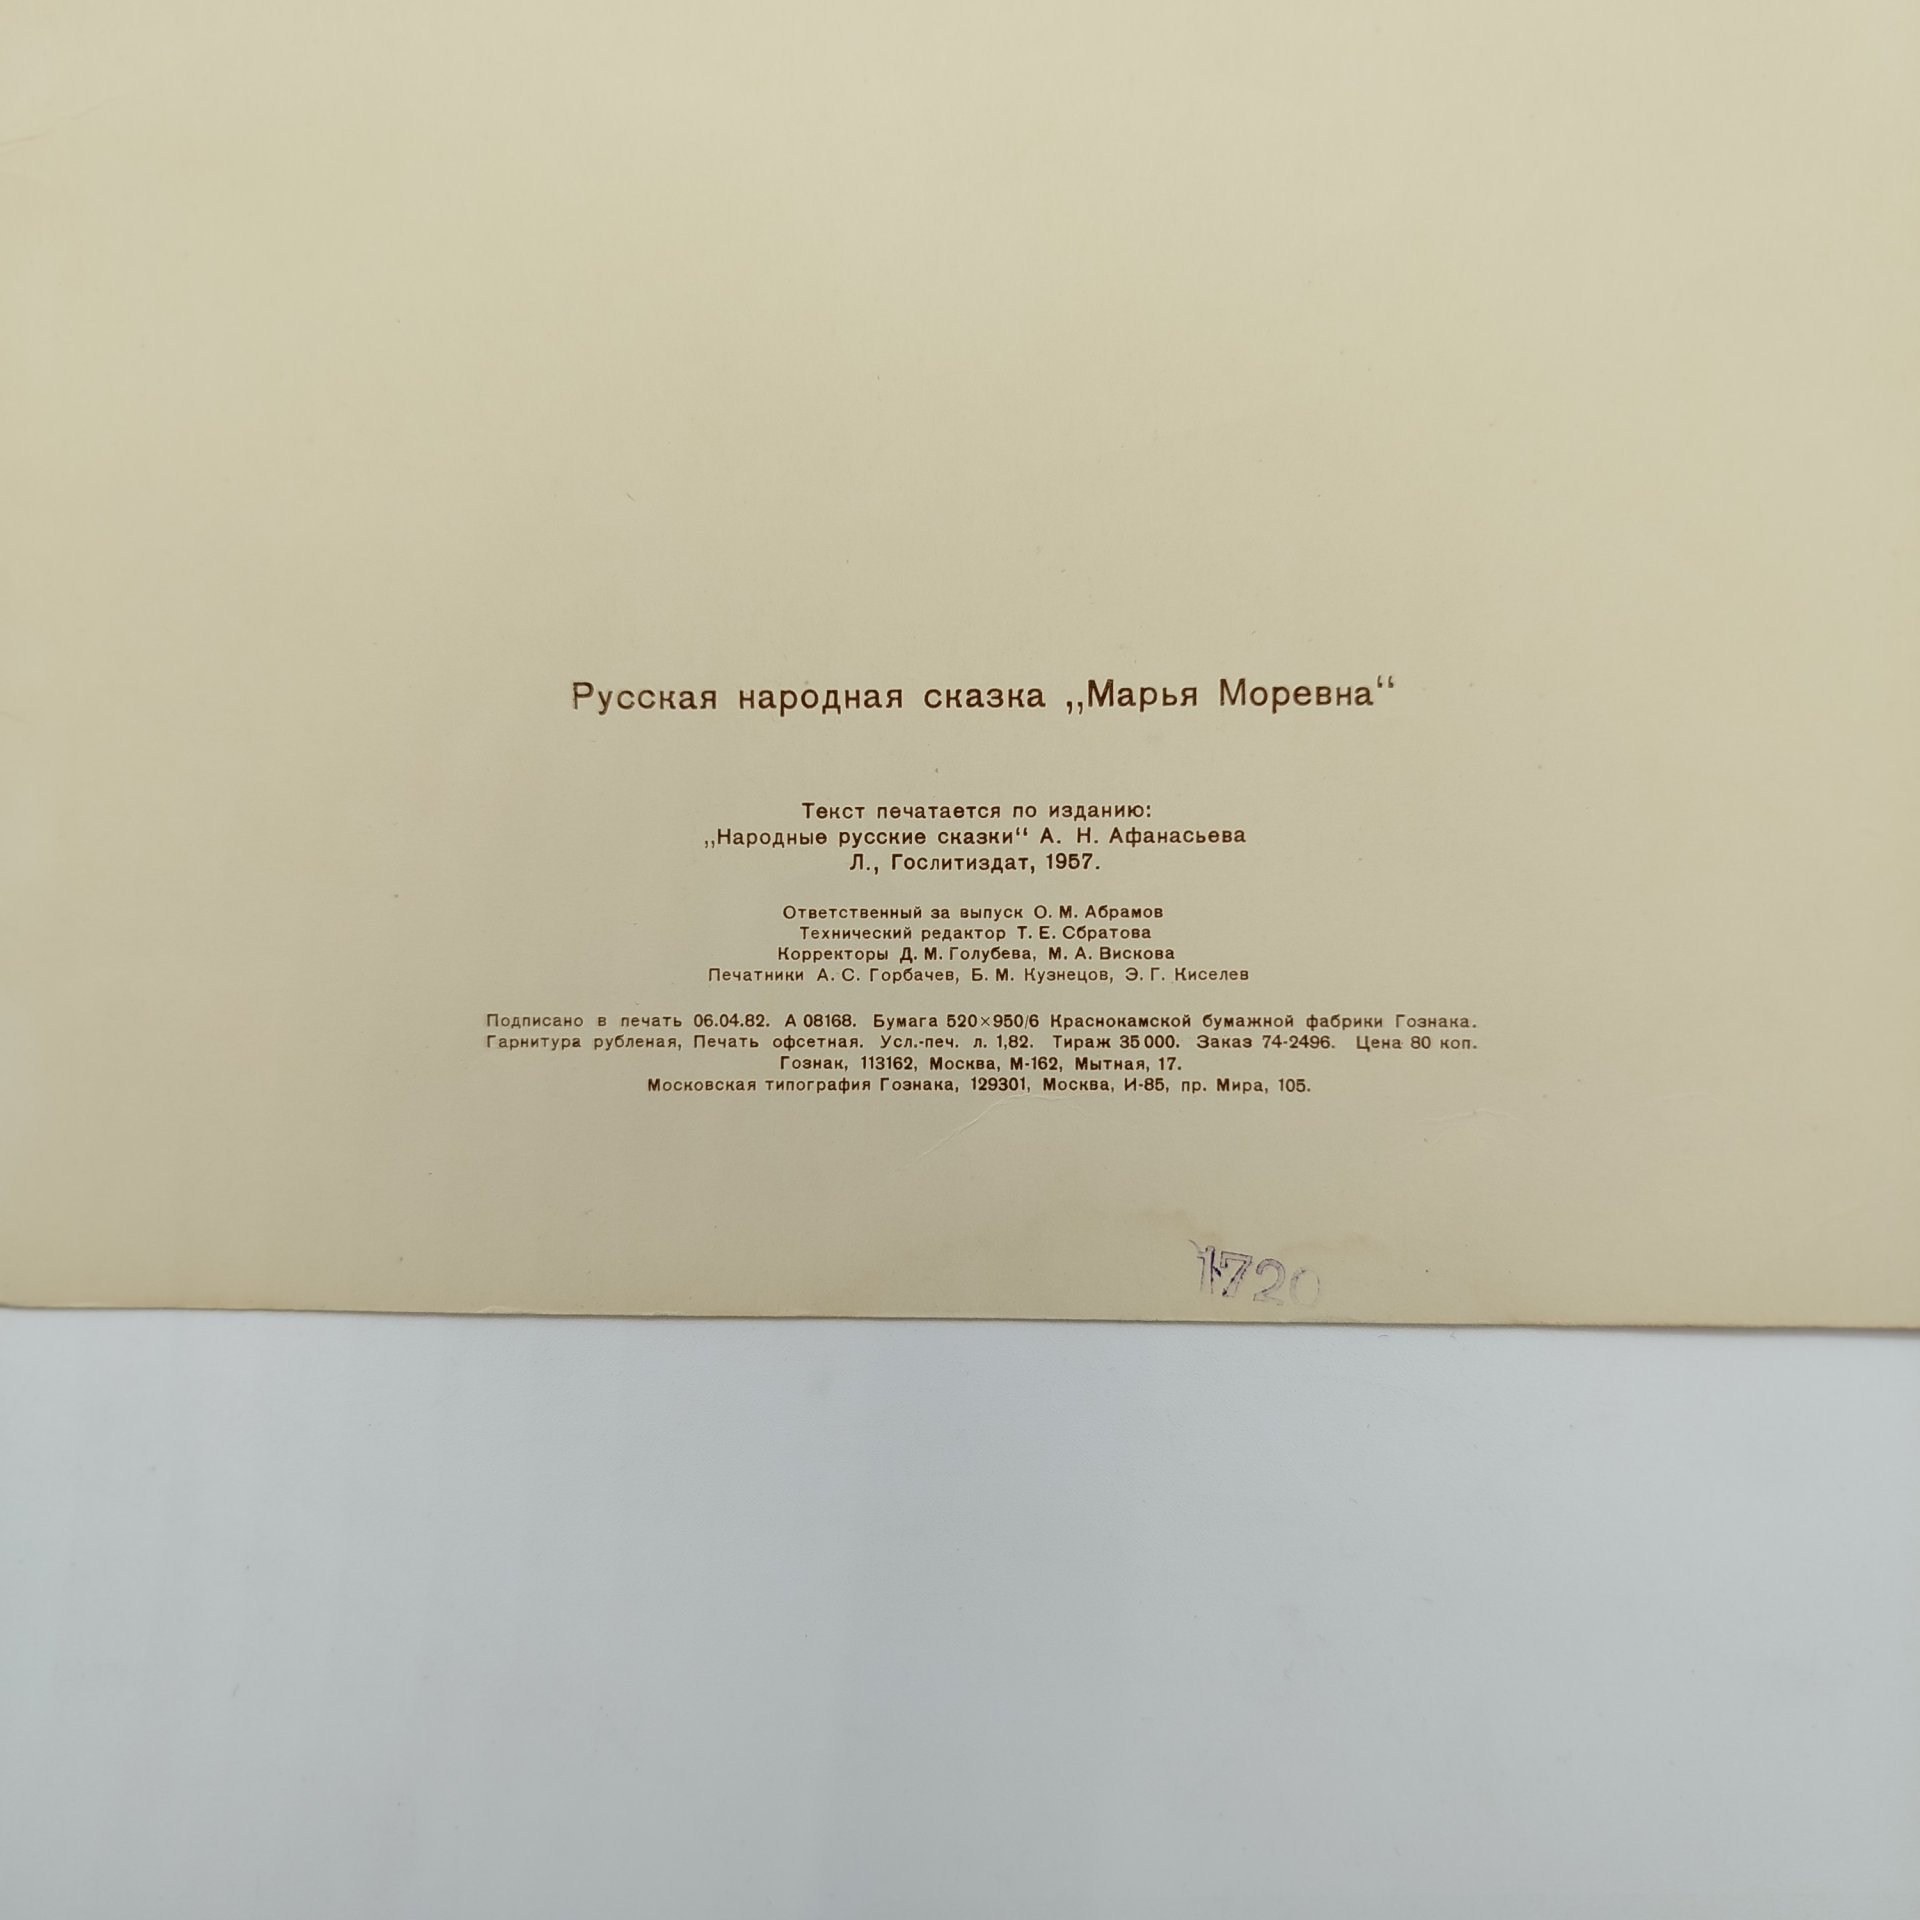 Русская народная сказка „Марья Моревна“
Текст печатается по изданию:
„Народные русские сказки“ А. Н. Афанасьева
Л., Гослитиздат, 1957.
Ответственный за выпуск О. М. Абрамов
Технический редактор Т. Е. Сбратова
Корректоры Д. М. Голубева, М. А. Вискова
Печатники А. С. Горбачев, Б. М. Кузнецов, Э. Г. Киселев
Подписано в печать 06.04.82. А 08168. Бумага 520×950/6 Краснокамской бумажной фабрики Гознака.
Гарнитура рубленая, Печать офсетная. Усл.-печ. л. 1,82. Тираж 35 000. Заказ 74-2496. Цена 80 коп.
Гознак, 113162, Москва, М-162, Мытная, 17.
Московская типография Гознака, 129301, Москва, И-85, пр. Мира, 105.
1720